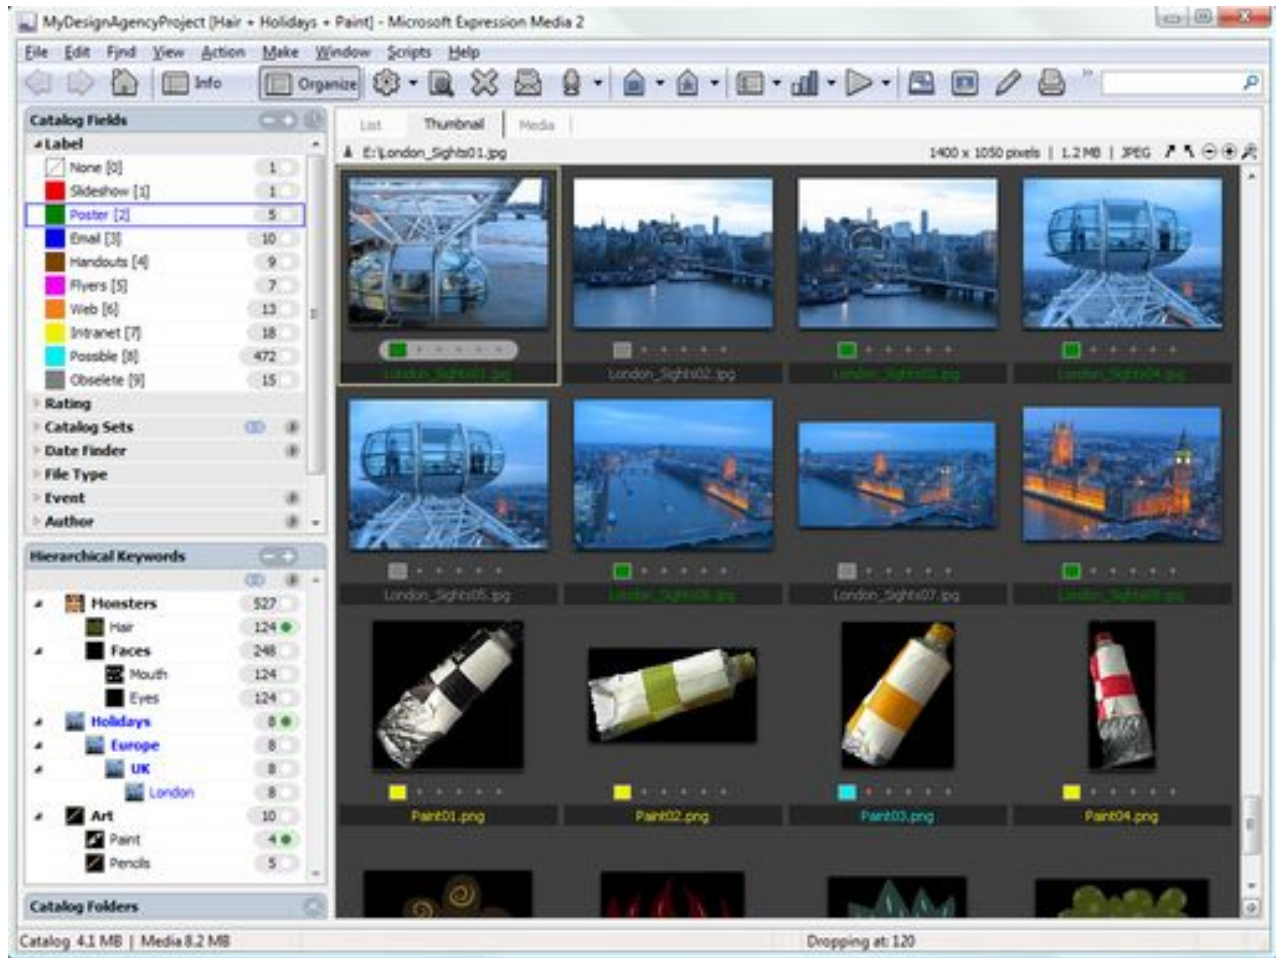 MyDesignAgencyProject [Hair + Holidays + Paint] - Microsoft Expression Media 2
File Edit Find View Action Make Window Scripts Help
Info Organize
Catalog Fields
List Thumbnail Media
Label
E:\London_Sights01.jpg 1400 x 1050 pixels | 1.2 MB | JPEG
None [0] 1
Slideshow [1] 1
Poster [2] 5
Email [3] 10
Handouts [4] 9
Flyers [5] 7
Web [6] 13
Intranet [7] 18
Possible [8] 472
Obselete [9] 15
Rating
Catalog Sets
Date Finder
File Type
Event
Author
London_Sights01.jpg London_Sights02.jpg London_Sights03.jpg London_Sights04.jpg
London_Sights05.jpg London_Sights06.jpg London_Sights07.jpg London_Sights08.jpg
Paint01.png Paint02.png Paint03.png Paint04.png
Hierarchical Keywords
Monsters 527
Hair 124
Faces 248
Mouth 124
Eyes 124
Holidays 8
Europe 8
UK 8
London 8
Art 10
Paint 4
Pencils 5
Catalog Folders
Catalog 4.1 MB | Media 8.2 MB Dropping at: 120